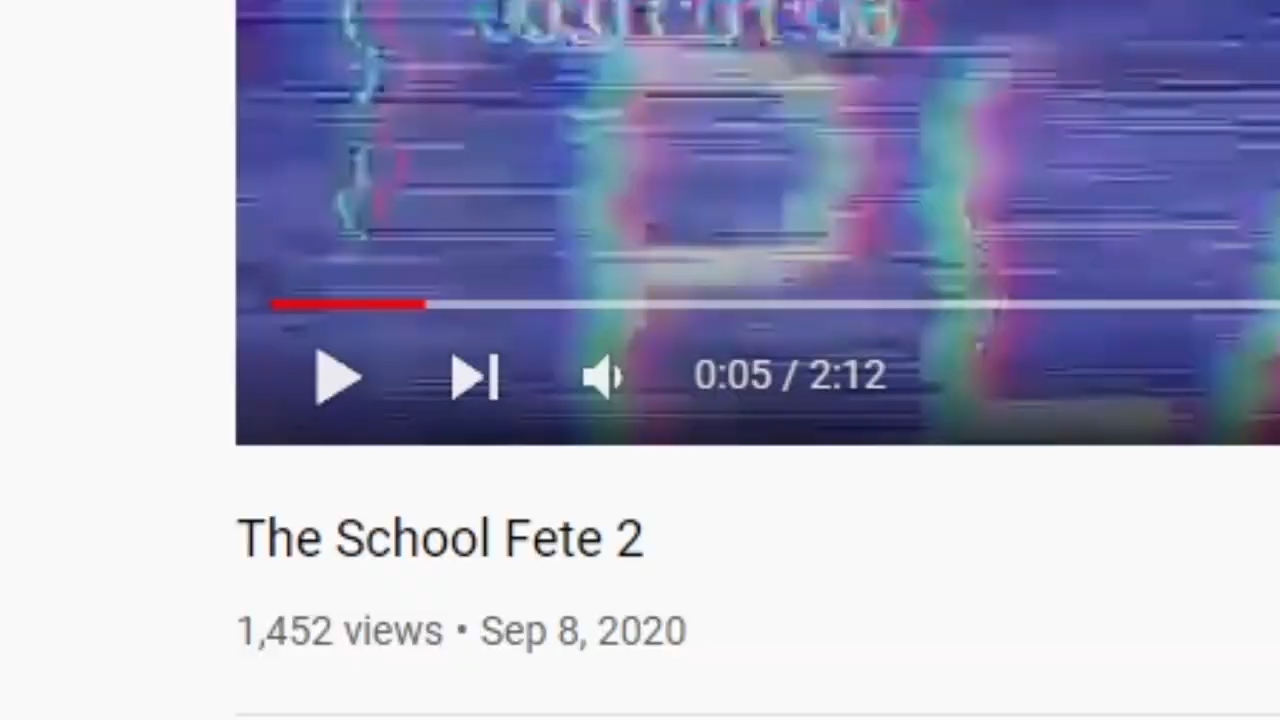 0:05 / 2:12
The School Fete 2
1,452 views • Sep 8, 2020